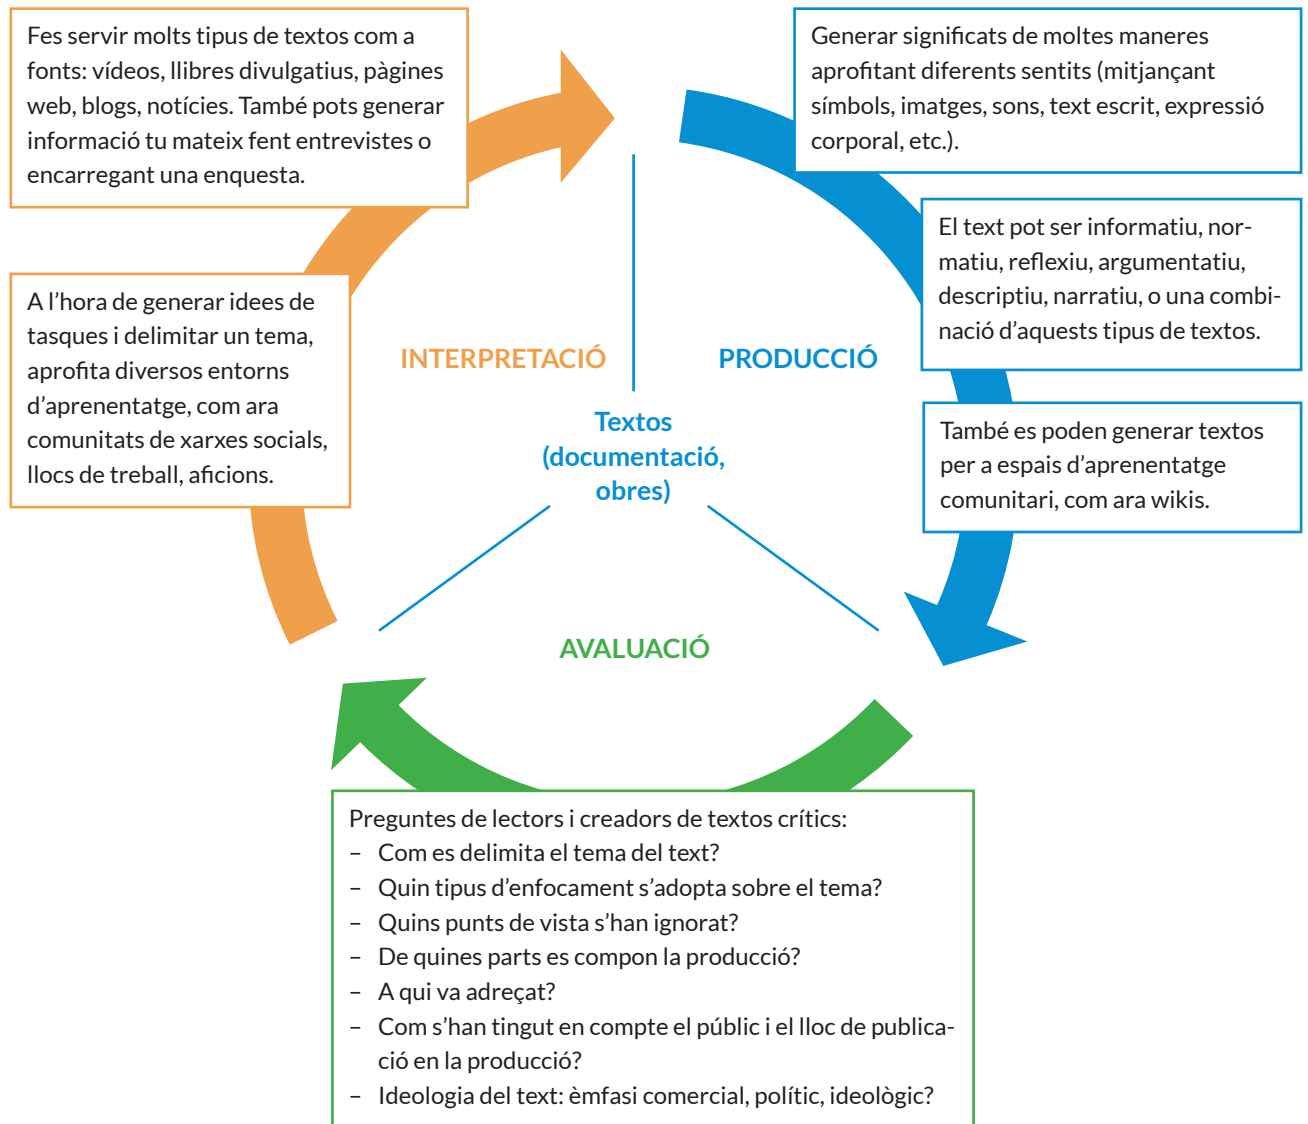 Fes servir molts tipus de textos com a
fonts: vídeos, llibres divulgatius, pàgines
web, blogs, notícies. També pots generar
informació tu mateix fent entrevistes o
encarregant una enquesta.
A l’hora de generar idees de
tasques i delimitar un tema,
aprofita diversos entorns
d’aprenentatge, com ara
comunitats de xarxes socials,
llocs de treball, aficions.
Generar significats de moltes maneres
aprofitant diferents sentits (mitjançant
símbols, imatges, sons, text escrit, expressió
corporal, etc.).
El text pot ser informatiu, nor-
matiu, reflexiu, argumentatiu,
descriptiu, narratiu, o una combi-
nació d’aquests tipus de textos.
També es poden generar textos
per a espais d’aprenentatge
comunitari, com ara wikis.
INTERPRETACIÓ
PRODUCCIÓ
Textos
(documentació,
obres)
AVALUACIÓ
Preguntes de lectors i creadors de textos crítics:
– Com es delimita el tema del text?
– Quin tipus d’enfocament s’adopta sobre el tema?
– Quins punts de vista s’han ignorat?
– De quines parts es compon la producció?
– A qui va adreçat?
– Com s’han tingut en compte el públic i el lloc de publica-
ció en la producció?
– Ideologia del text: èmfasi comercial, polític, ideològic?